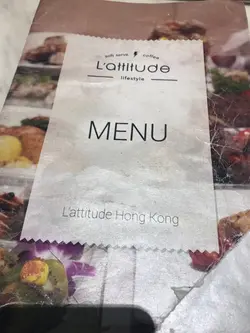 soft serve coffee
L'attitude
lifestyle
MENU
L'attitude Hong Kong